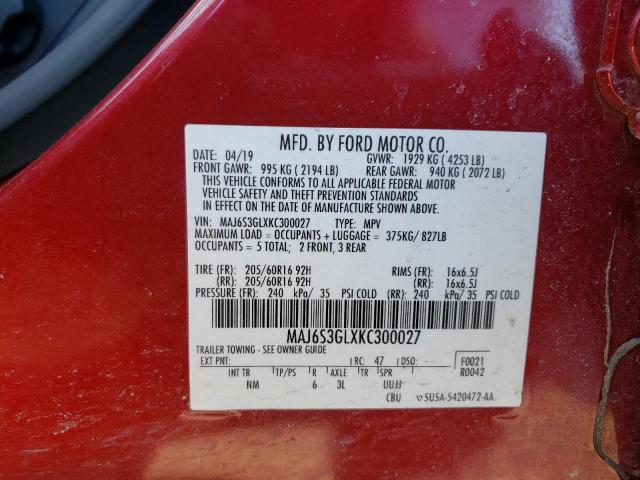 MFD. BY FORD MOTOR CO.
DATE: 04/19 GVWR: 1929 KG ( 4253 LB)
FRONT GAWR: 995 KG ( 2194 LB) REAR GAWR: 940 KG ( 2072 LB)
THIS VEHICLE CONFORMS TO ALL APPLICABLE FEDERAL MOTOR
VEHICLE SAFETY AND THEFT PREVENTION STANDARDS
IN EFFECT ON THE DATE OF MANUFACTURE SHOWN ABOVE.
VIN: MAJ6S3GLXKC300027 TYPE: MPV
MAXIMUM LOAD = OCCUPANTS + LUGGAGE = 375KG/ 827LB
OCCUPANTS = 5 TOTAL; 2 FRONT, 3 REAR
TIRE (FR): 205/60R16 92H RIMS (FR): 16x6.5J
(RR): 205/60R16 92H (RR): 16x6.5J
PRESSURE (FR): 240 kPa/ 35 PSI COLD (RR): 240 kPa/ 35 PSI COLD
MAJ6S3GLXKC300027
TRAILER TOWING - SEE OWNER GUIDE
EXT PNT: RC: 47 DSO: F0021
R0042
INT TR TP/PS R AXLE TR SPR
NM 6 3L UUJJ
CBU ▽5U5A-5420472-AA